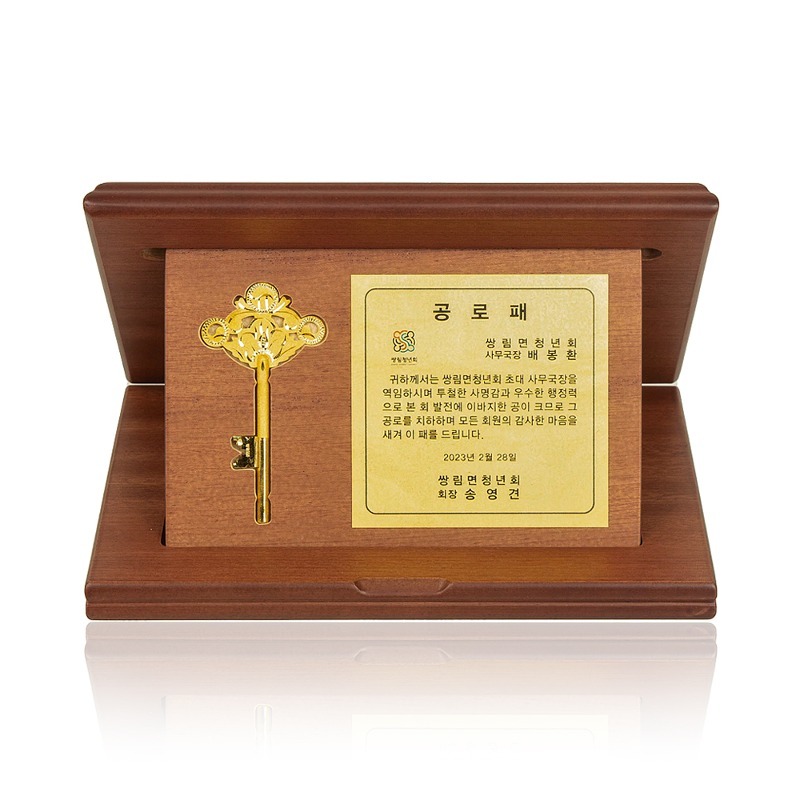 공로패
쌍림면청년회
쌍림면청년회
사무국장 배봉환
귀하께서는 쌍림면청년회 초대 사무국장을
역임하시며 투철한 사명감과 우수한 행정력
으로 본 회 발전에 이바지한 공이 크므로 그
공로를 치하하며 모든 회원의 감사한 마음을
새겨 이 패를 드립니다.
2023년 2월 28일
쌍림면청년회
회장 송영견